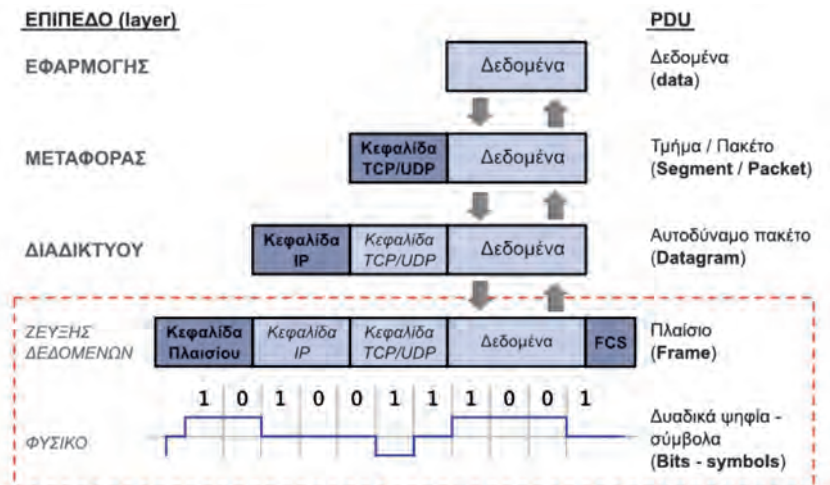 ΕΠΙΠΕΔΟ (layer)
PDU
ΕΦΑΡΜΟΓΗΣ
Δεδομένα
Δεδομένα
(data)
ΜΕΤΑΦΟΡΑΣ
Κεφαλίδα
TCP/UDP
Δεδομένα
Τμήμα / Πακέτο
(Segment / Packet)
ΔΙΑΔΙΚΤΥΟΥ
Κεφαλίδα
IP
Κεφαλίδα
TCP/UDP
Δεδομένα
Αυτοδύναμο πακέτο
(Datagram)
ΖΕΥΞΗΣ
ΔΕΔΟΜΕΝΩΝ
Κεφαλίδα
Πλαισίου
Κεφαλίδα
IP
Κεφαλίδα
TCP/UDP
Δεδομένα
FCS
Πλαίσιο
(Frame)
1 0 1 0 0 1 1 1 0 0 1
ΦΥΣΙΚΟ
Δυαδικά ψηφία -
σύμβολα
(Bits - symbols)